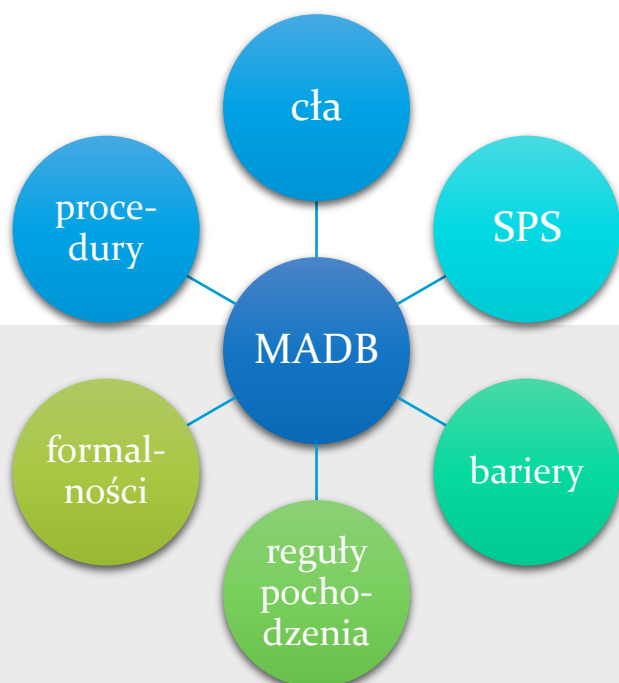 cła
proce-
dury
SPS
MADB
formal-
ności
bariery
reguły
pocho-
dzenia